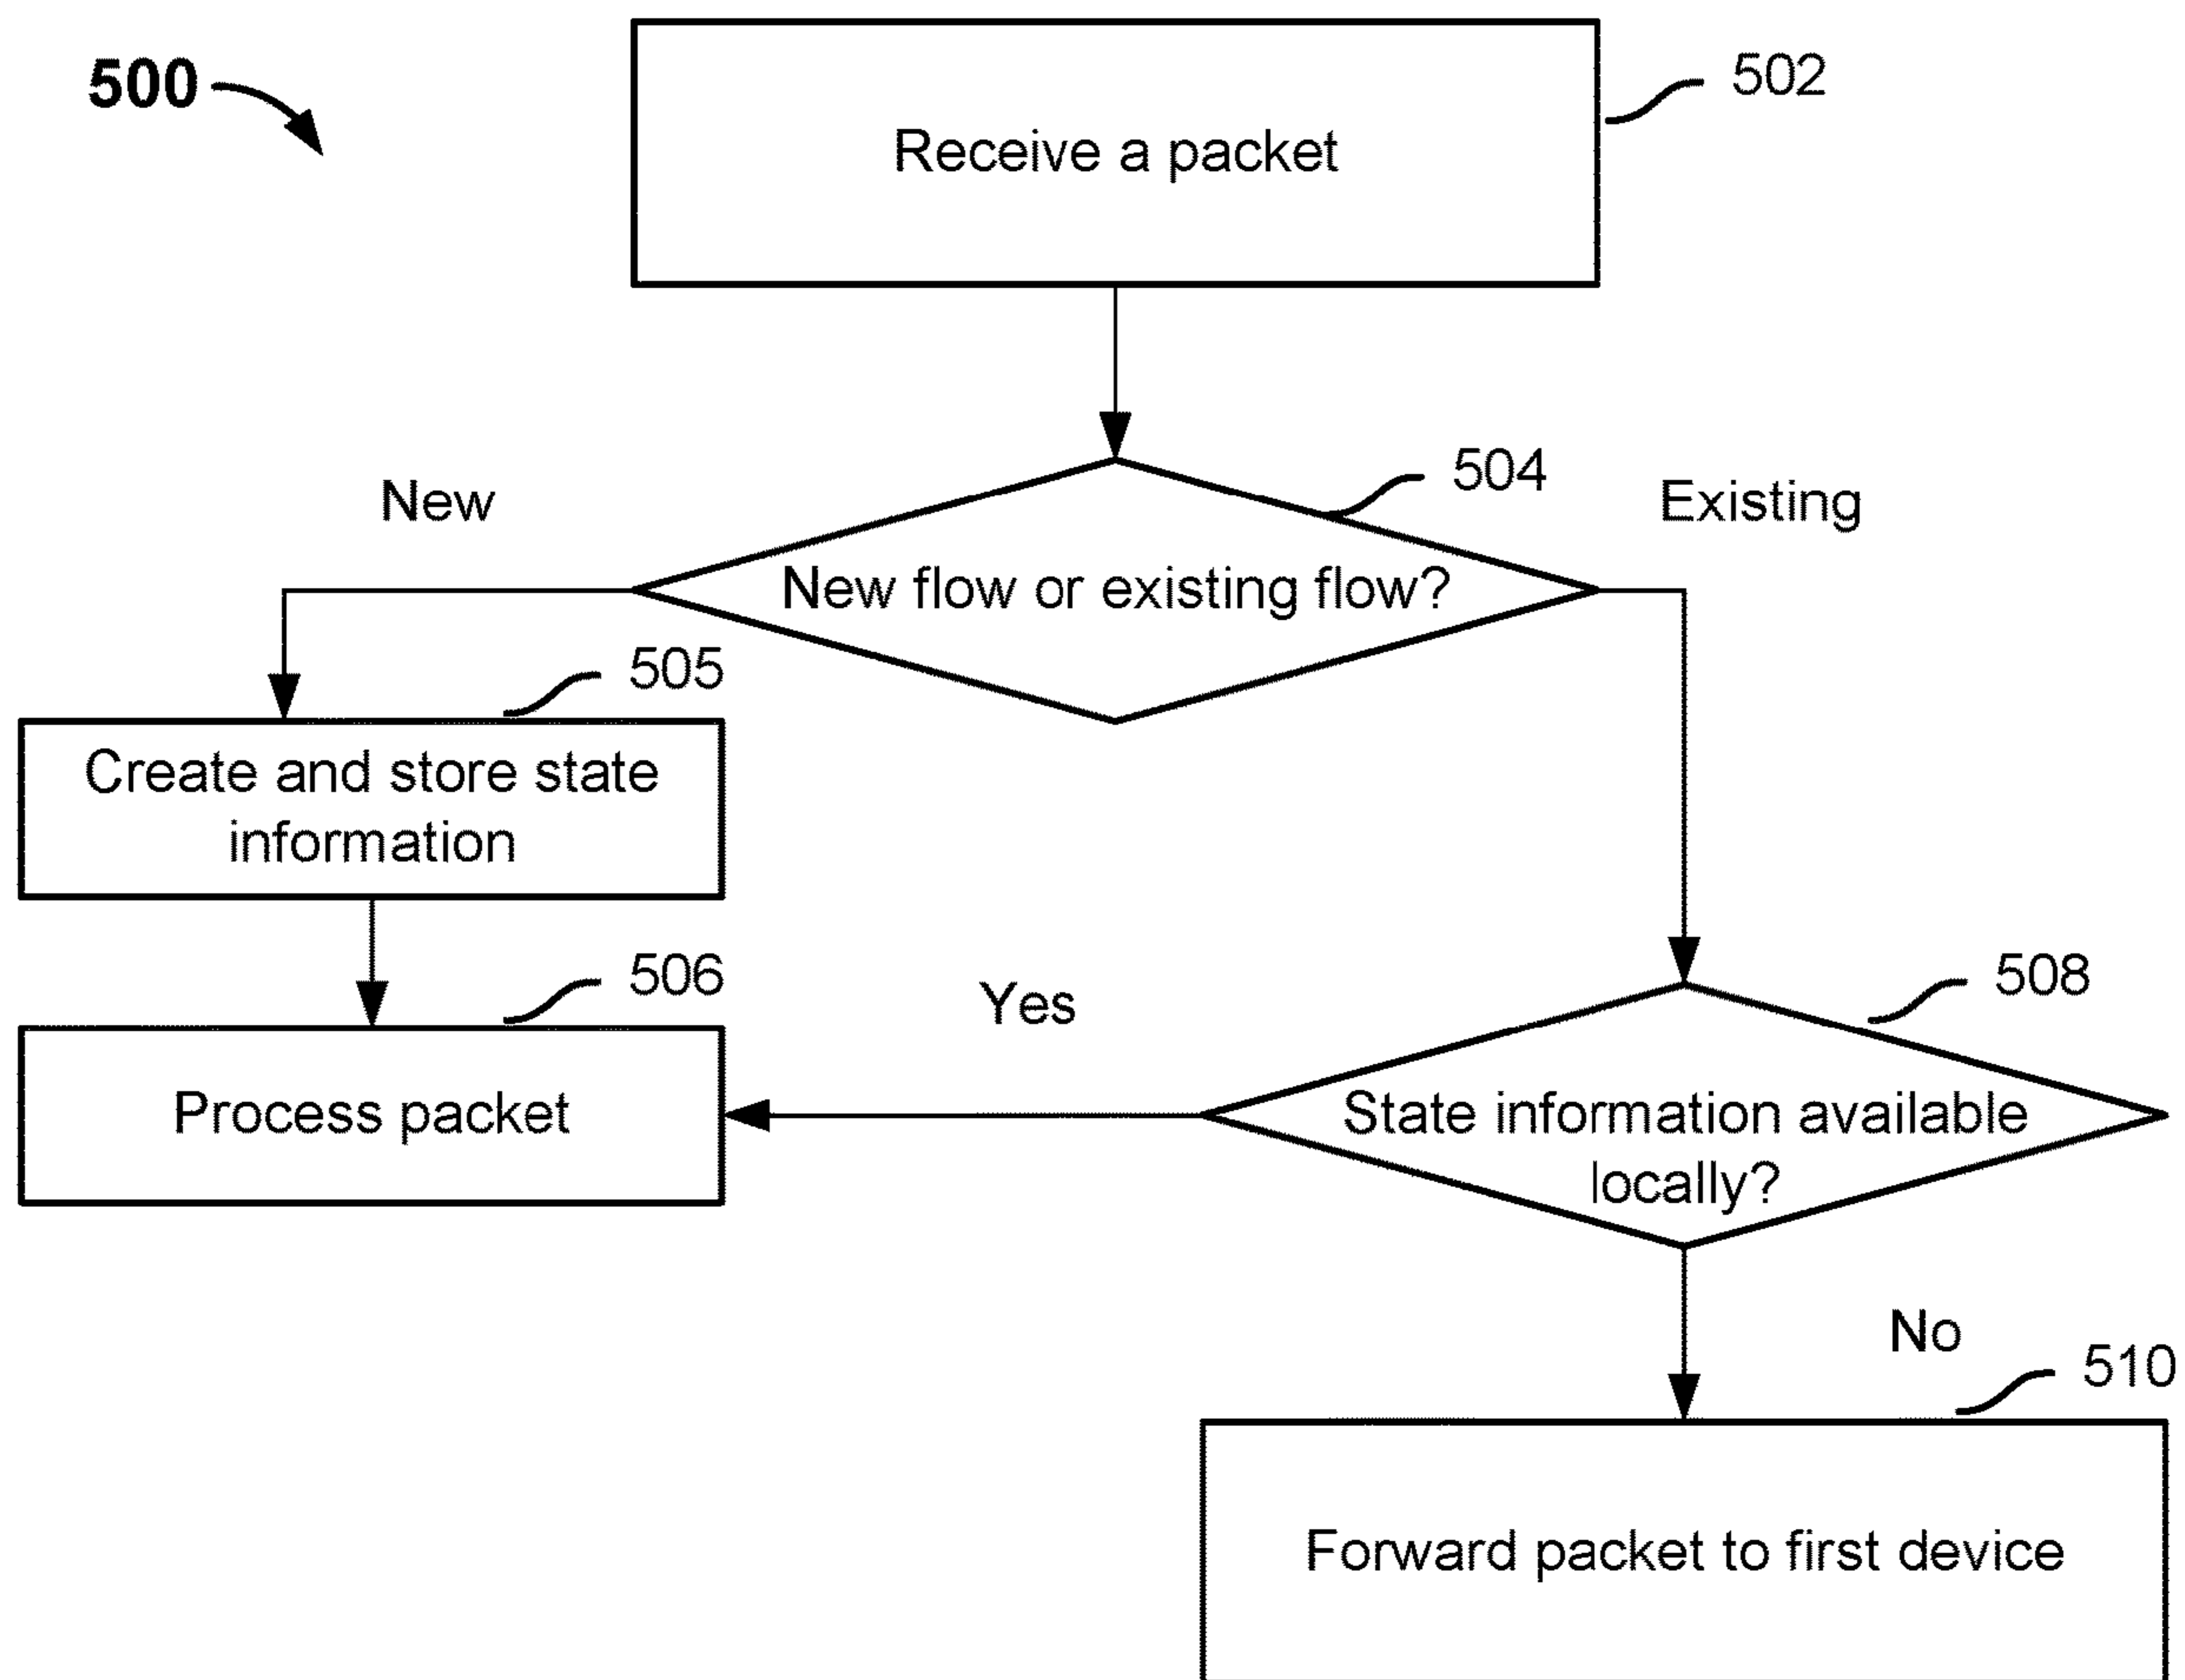 500
502
Receive a packet
504
New
Existing
New flow or existing flow?
505
Create and store state
information
506
508
Yes
Process packet
State information available
locally?
No
510
Forward packet to first device